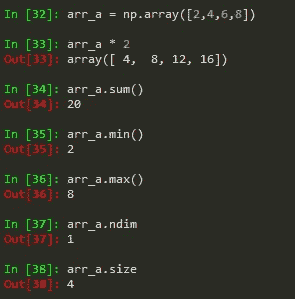 In [32]: arr_a = np.array([2,4,6,8])
In [33]: arr_a * 2
Out[33]: array([ 4,  8, 12, 16])
In [34]: arr_a.sum()
Out[34]: 20
In [35]: arr_a.min()
Out[35]: 2
In [36]: arr_a.max()
Out[36]: 8
In [37]: arr_a.ndim
Out[37]: 1
In [38]: arr_a.size
Out[38]: 4